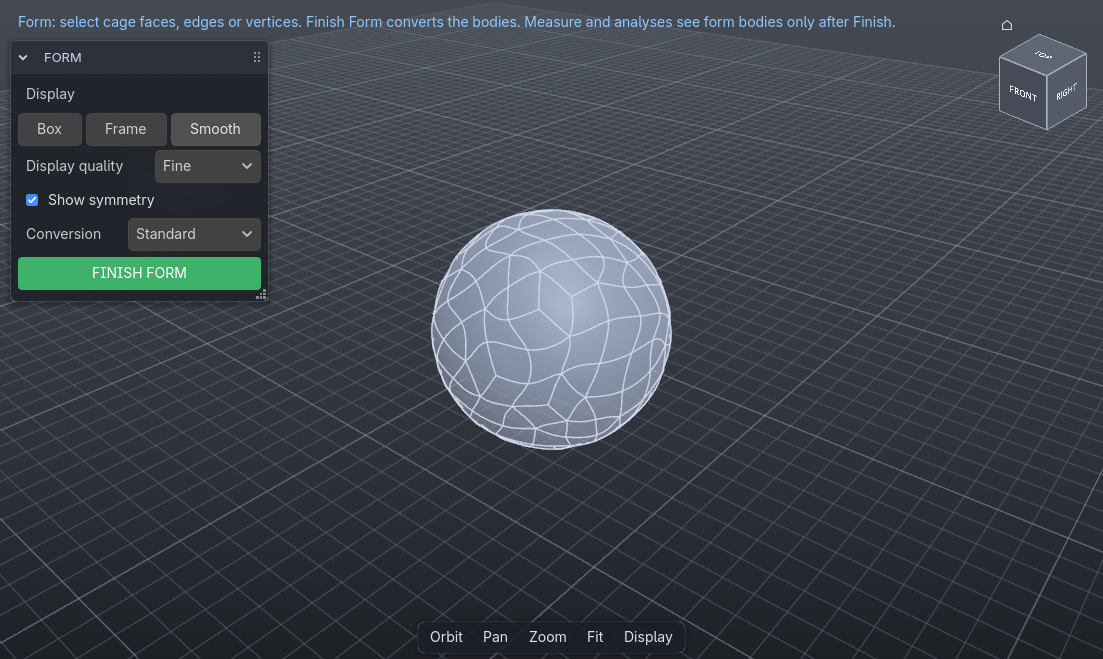 Form: select cage faces, edges or vertices. Finish Form converts the bodies. Measure and analyses see form bodies only after Finish.
FORM
Display
Box Frame Smooth
Display quality Fine
Show symmetry
Conversion Standard
FINISH FORM
TOP
FRONT RIGHT
Orbit Pan Zoom Fit Display